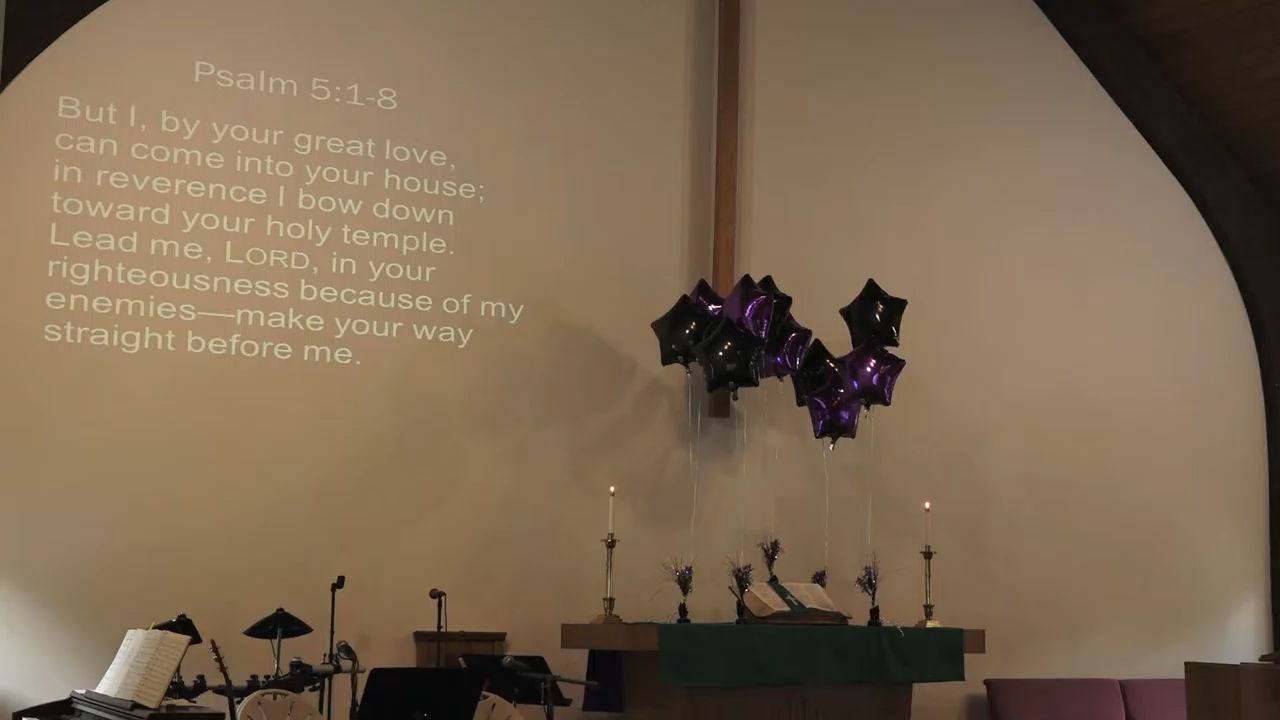 Psalm 5:1-8
But I, by your great love,
can come into your house;
in reverence I bow down
toward your holy temple.
Lead me, LORD, in your
righteousness because of my
enemies—make your way
straight before me.